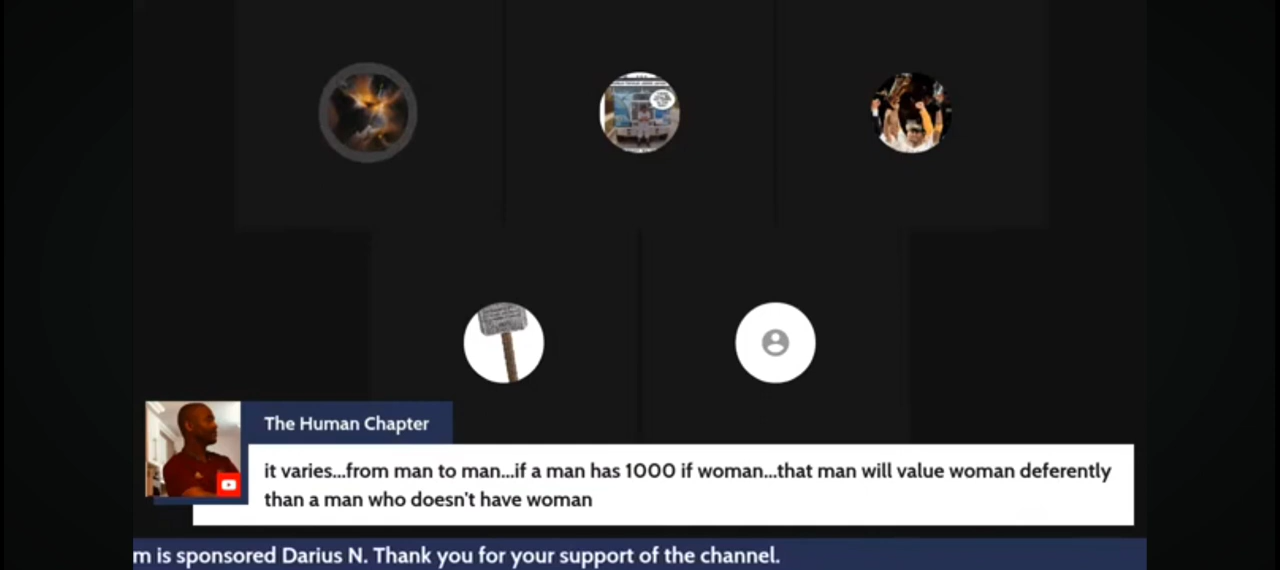 The Human Chapter
it varies...from man to man...if a man has 1000 if woman...that man will value woman deferently
than a man who doesn't have woman
m is sponsored Darius N. Thank you for your support of the channel.